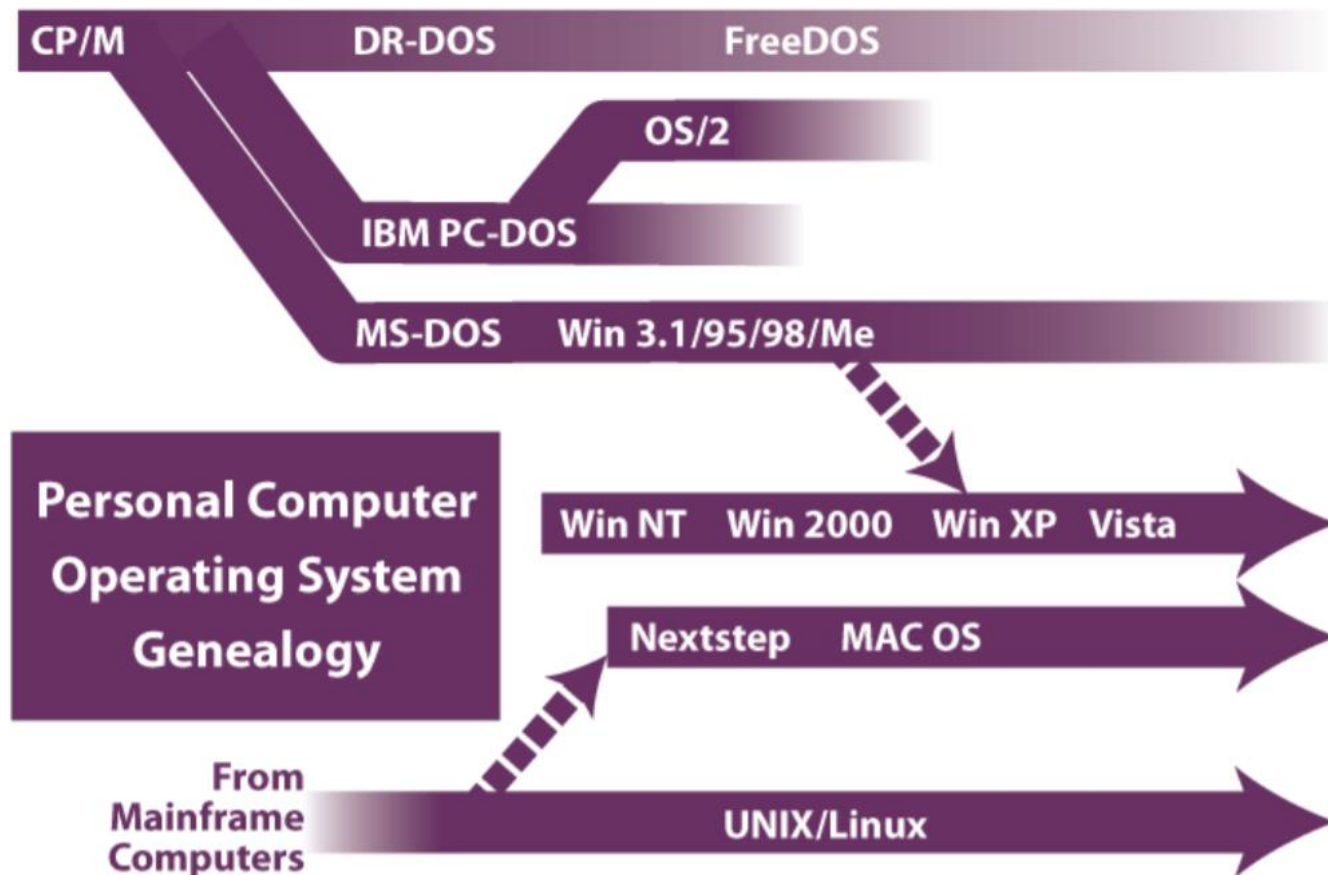 CP/M DR-DOS FreeDOS
OS/2
IBM PC-DOS
MS-DOS Win 3.1/95/98/Me
Personal Computer
Operating System
Genealogy
Win NT Win 2000 Win XP Vista
Nextstep MAC OS
From
Mainframe
Computers
UNIX/Linux